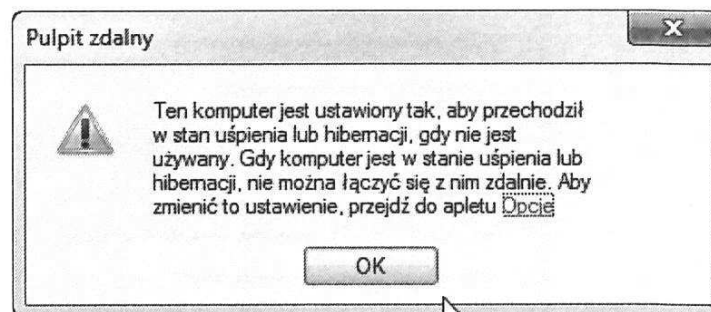 Pulpit zdalny
Ten komputer jest ustawiony tak, aby przechodził
w stan uśpienia lub hibernacji, gdy nie jest
używany. Gdy komputer jest w stanie uśpienia lub
hibernacji, nie można łączyć się z nim zdalnie. Aby
zmienić to ustawienie, przejdź do apletu Opcje
OK